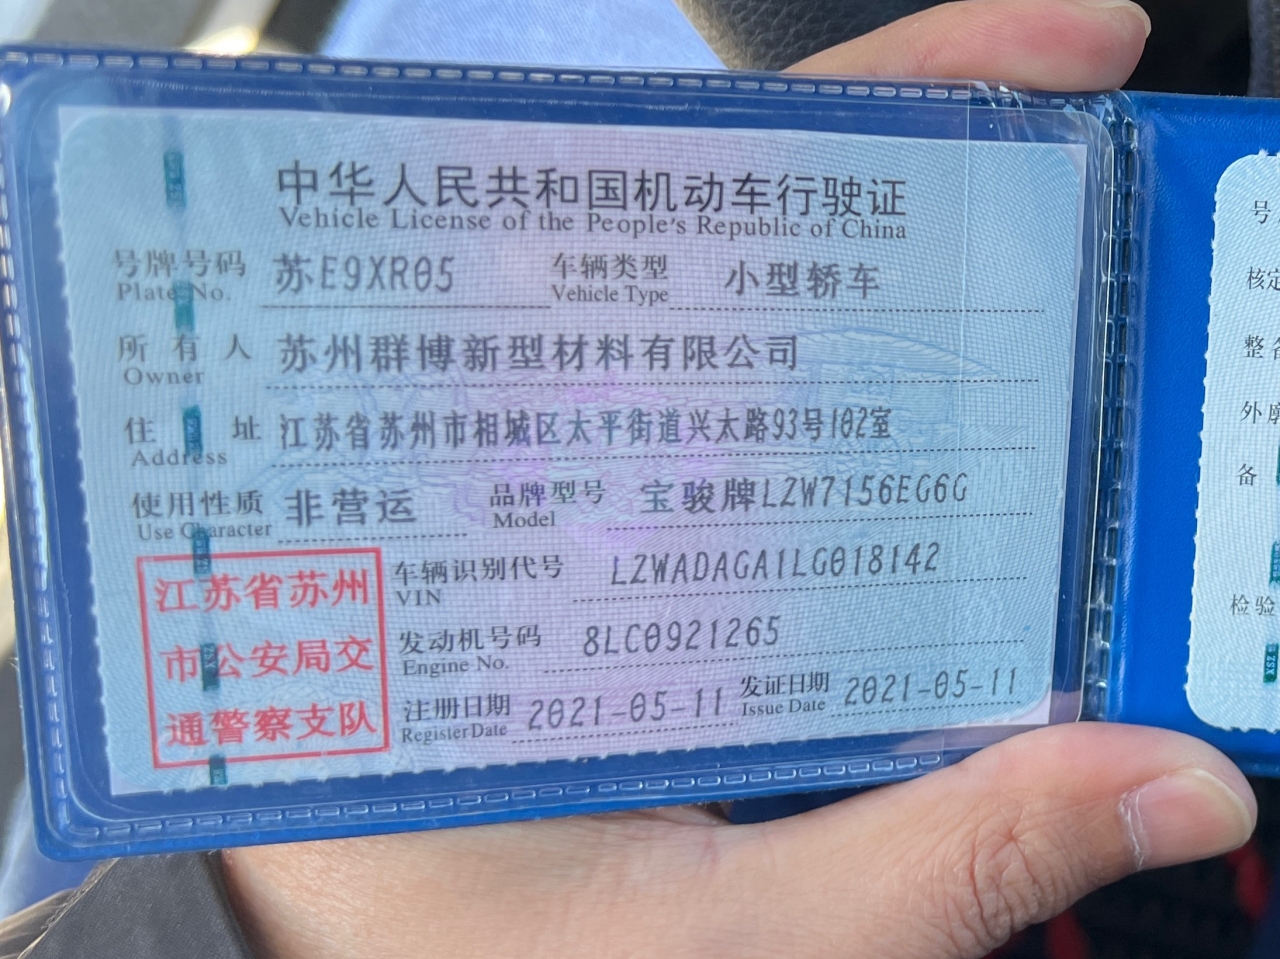 中华人民共和国机动车行驶证
Vehicle License of the People's Republic of China
号牌号码 苏E9XR05 车辆类型 小型轿车
Plate No. Vehicle Type
所有人 苏州群博新型材料有限公司
Owner
住址 江苏省苏州市相城区太平街道兴太路93号102室
Address
使用性质 非营运 品牌型号 宝骏牌LZW7156EG6G
Use Character Model
江苏省苏州
市公安局交
通警察支队
车辆识别代号 LZWADAGA1LG018142
VIN
发动机号码 8LC0921265
Engine No.
注册日期 2021-05-11 发证日期 2021-05-11
Register Date Issue Date
号
核定
整备
外廓
备
检验